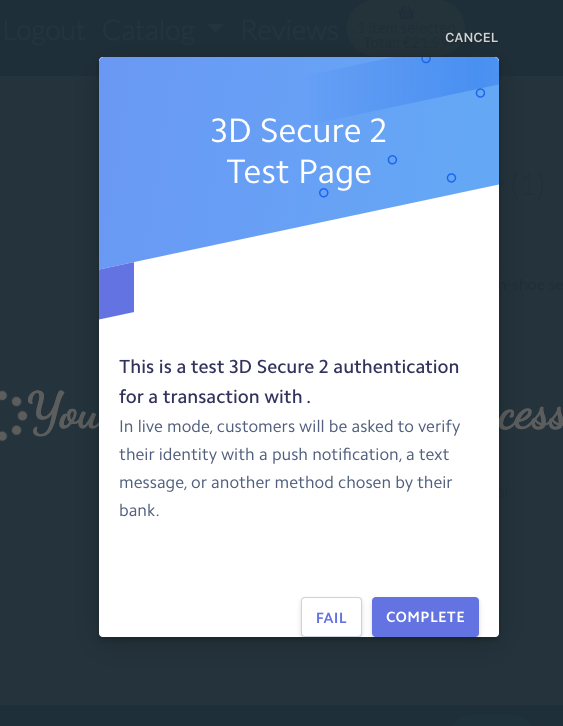 Logout Catalog Reviews
CANCEL
3D Secure 2
Test Page
This is a test 3D Secure 2 authentication
for a transaction with .
In live mode, customers will be asked to verify
their identity with a push notification, a text
message, or another method chosen by their
bank.
You
cess
FAIL
COMPLETE